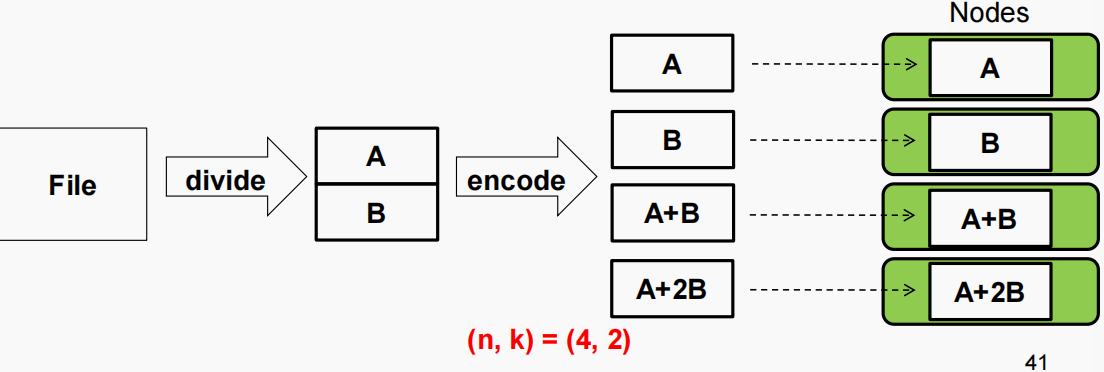 Nodes
File
divide
A
B
encode
A
B
A+B
A+2B
A
B
A+B
A+2B
(n, k) = (4, 2)
41